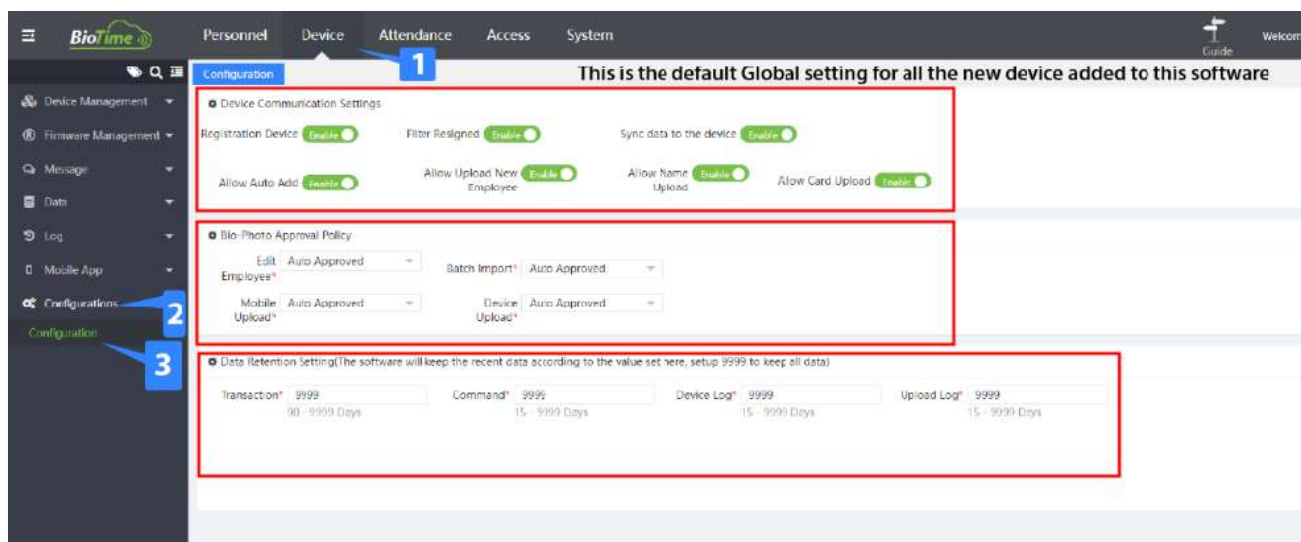 BioTime Personnel Device Attendance Access System Guide Welcom
1
Configuration This is the default Global setting for all the new device added to this software
Device Management
Firmware Management
Message
Data
Log
Mobile App
Configurations
2
Configuration
3
Device Communication Settings
Registration Device Enable Filter Resigned Enable Sync data to the device Enable
Allow Auto Add Enable Allow Upload New Employee Enable Allow Name Upload Enable Alow Card Upload Enable
Bio-Photo Approval Policy
Edit Employee* Auto Approved Batch Import* Auto Approved
Mobile Upload* Auto Approved Device Upload* Auto Approved
Data Retention Setting(The software will keep the recent data according to the value set here, setup 9999 to keep all data)
Transaction* 9999 Command* 9999 Device Log* 9999 Upload Log* 9999
90 - 9999 Days 15 - 9999 Days 15 - 9999 Days 15 - 9999 Days